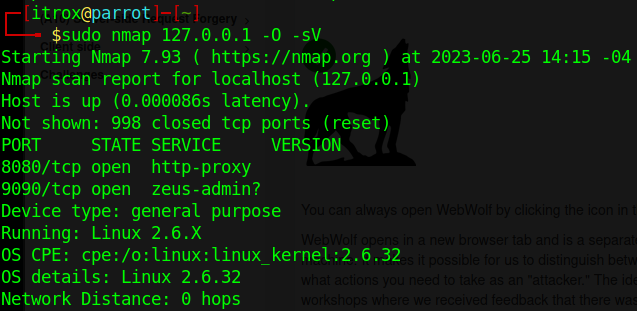 [itrox@parrot]-[~]
$sudo nmap 127.0.0.1 -O -sV
Starting Nmap 7.93 ( https://nmap.org ) at 2023-06-25 14:15 -04
Nmap scan report for localhost (127.0.0.1)
Host is up (0.000086s latency).
Not shown: 998 closed tcp ports (reset)
PORT STATE SERVICE VERSION
8080/tcp open http-proxy
9090/tcp open zeus-admin?
Device type: general purpose
Running: Linux 2.6.X
OS CPE: cpe:/o:linux:linux_kernel:2.6.32
OS details: Linux 2.6.32
Network Distance: 0 hops
You can always open WebWolf by clicking the icon in t
WebWolf opens in a new browser tab and is a separat
it possible for us to distinguish betw
what actions you need to take as an "attacker." The ide
workshops where we received feedback that there was